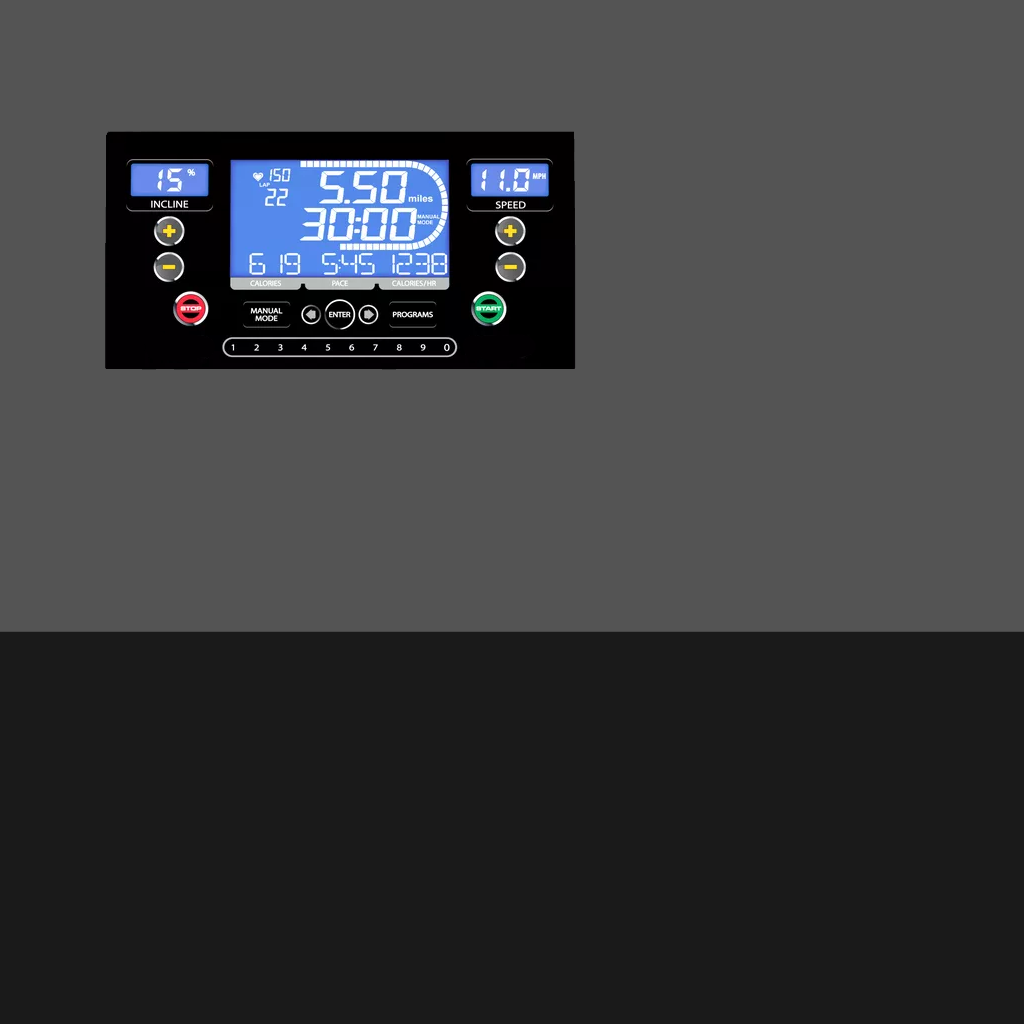 15 %
INCLINE
150
LAP
22
5.50 miles
30:00 MANUAL
MODE
619 5:45 1238
CALORIES PACE CALORIES/HR
11.0 MPH
SPEED
STOP
MANUAL
MODE
ENTER
PROGRAMS
START
1 2 3 4 5 6 7 8 9 0